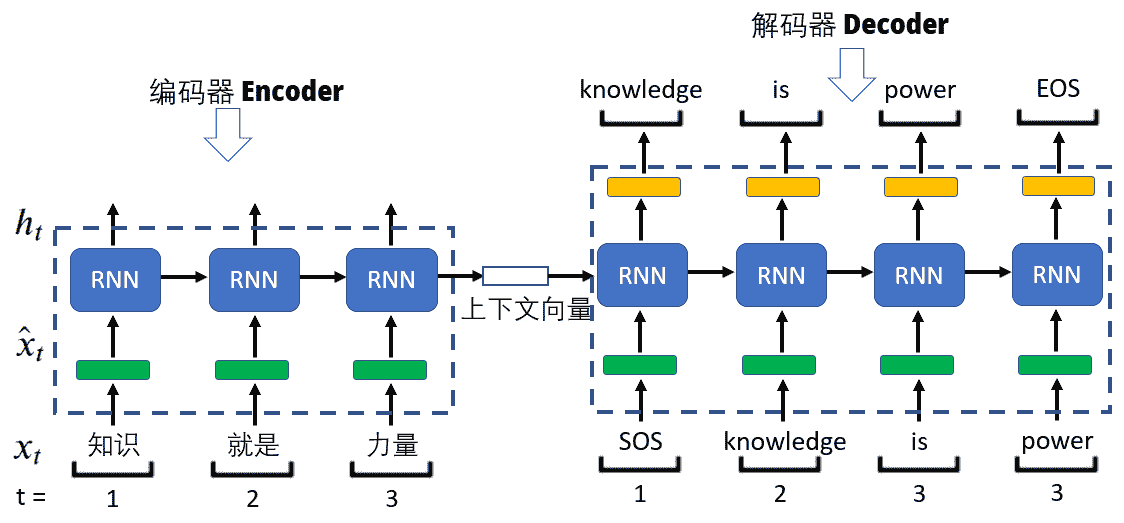 解码器 Decoder
编码器 Encoder
knowledge is power EOS
h_t
RNN RNN RNN RNN RNN RNN RNN
上下文向量
x̂_t
x_t 知识 就是 力量 SOS knowledge is power
t = 1 2 3 1 2 3 3